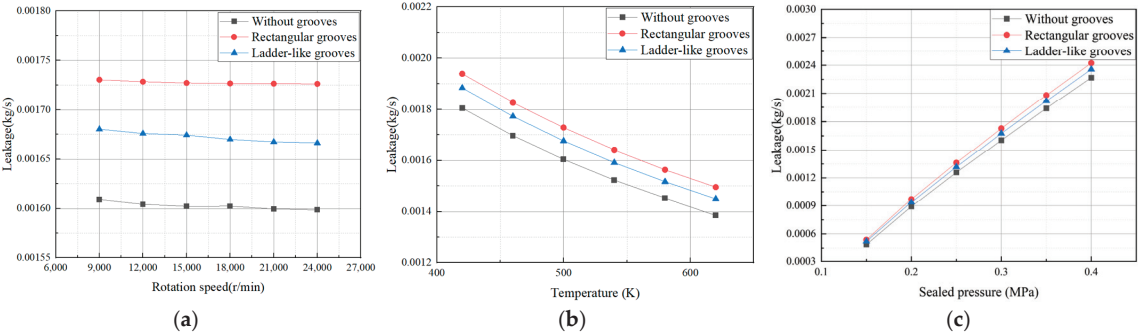 0.00180
0.00175
0.00170
0.00165
0.00160
0.00155
Leakage(kg/s)
Without grooves
Rectangular grooves
Ladder-like grooves
6,000 9,000 12,000 15,000 18,000 21,000 24,000 27,000
Rotation speed(r/min)
(a)
0.0022
0.0020
0.0018
0.0016
0.0014
0.0012
Leakage(kg/s)
Without grooves
Rectangular grooves
Ladder-like grooves
400 500 600
Temperature (K)
(b)
0.0030
0.0027
0.0024
0.0021
0.0018
0.0015
0.0012
0.0009
0.0006
0.0003
Leakage(kg/s)
Without grooves
Rectangular grooves
Ladder-like grooves
0.1 0.2 0.3 0.4
Sealed pressure (MPa)
(c)